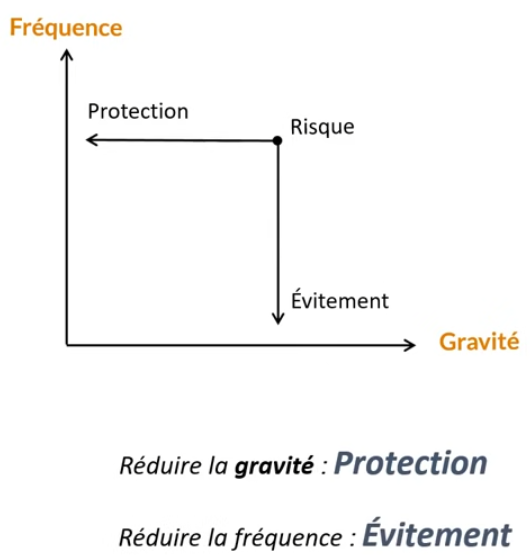 Fréquence
Protection
Risque
Évitement
Gravité
Réduire la gravité : Protection
Réduire la fréquence : Évitement